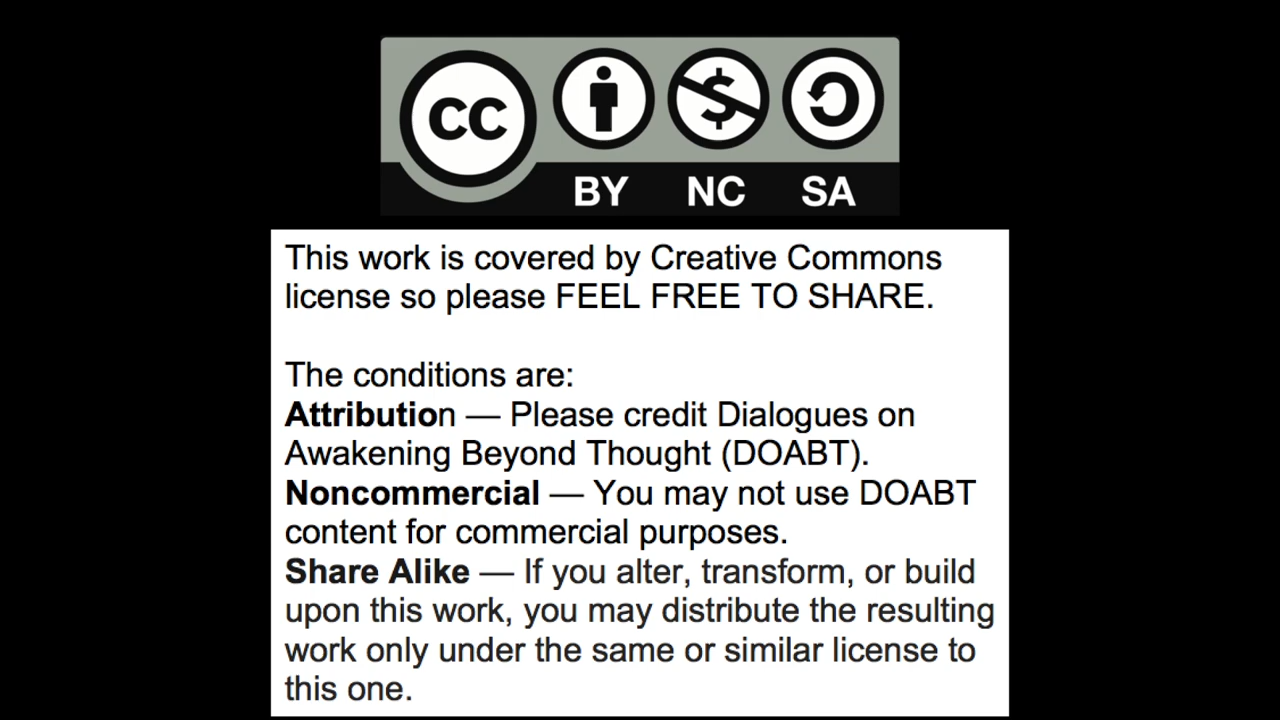 cc
BY NC SA
This work is covered by Creative Commons
license so please FEEL FREE TO SHARE.
The conditions are:
Attribution — Please credit Dialogues on
Awakening Beyond Thought (DOABT).
Noncommercial — You may not use DOABT
content for commercial purposes.
Share Alike — If you alter, transform, or build
upon this work, you may distribute the resulting
work only under the same or similar license to
this one.